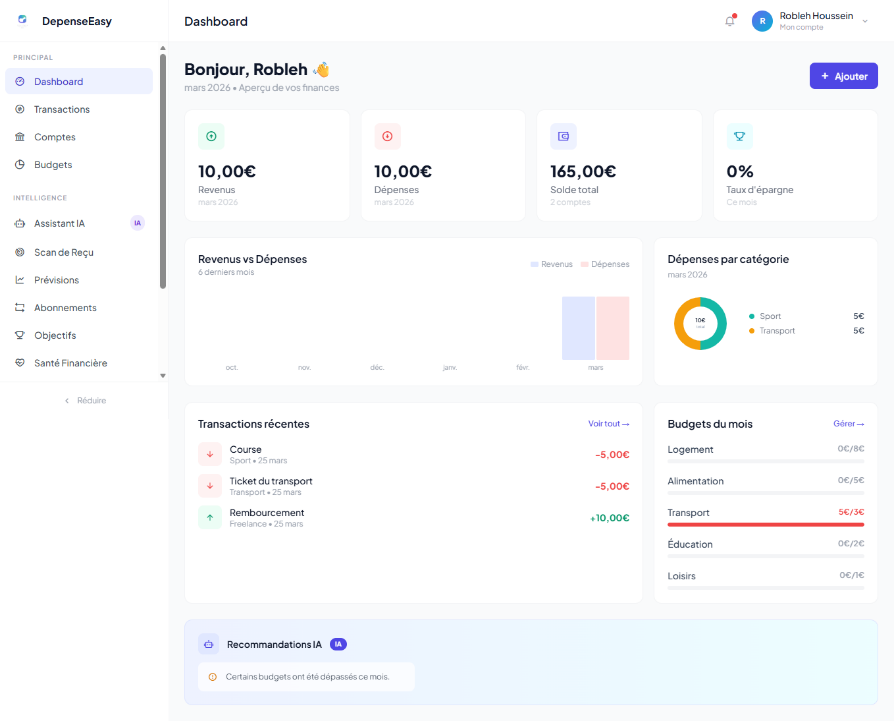 DepenseEasy
PRINCIPAL
Dashboard
Transactions
Comptes
Budgets
INTELLIGENCE
Assistant IA
IA
Scan de Reçu
Prévisions
Abonnements
Objectifs
Santé Financière
Réduire
Dashboard
R
Robleh Houssein
Mon compte
Bonjour, Robleh 👋
mars 2026 • Aperçu de vos finances
+ Ajouter
10,00€
Revenus
mars 2026
10,00€
Dépenses
mars 2026
165,00€
Solde total
2 comptes
0%
Taux d'épargne
Ce mois
Revenus vs Dépenses
6 derniers mois
Revenus Dépenses
oct. nov. déc. janv. févr. mars
Dépenses par catégorie
mars 2026
10€
total
Sport 5€
Transport 5€
Transactions récentes
Voir tout →
Course
Sport • 25 mars
-5,00€
Ticket du transport
Transport • 25 mars
-5,00€
Rembourcement
Freelance • 25 mars
+10,00€
Budgets du mois
Gérer →
Logement 0€/8€
Alimentation 0€/5€
Transport 5€/3€
Éducation 0€/2€
Loisirs 0€/1€
Recommandations IA IA
Certains budgets ont été dépassés ce mois.